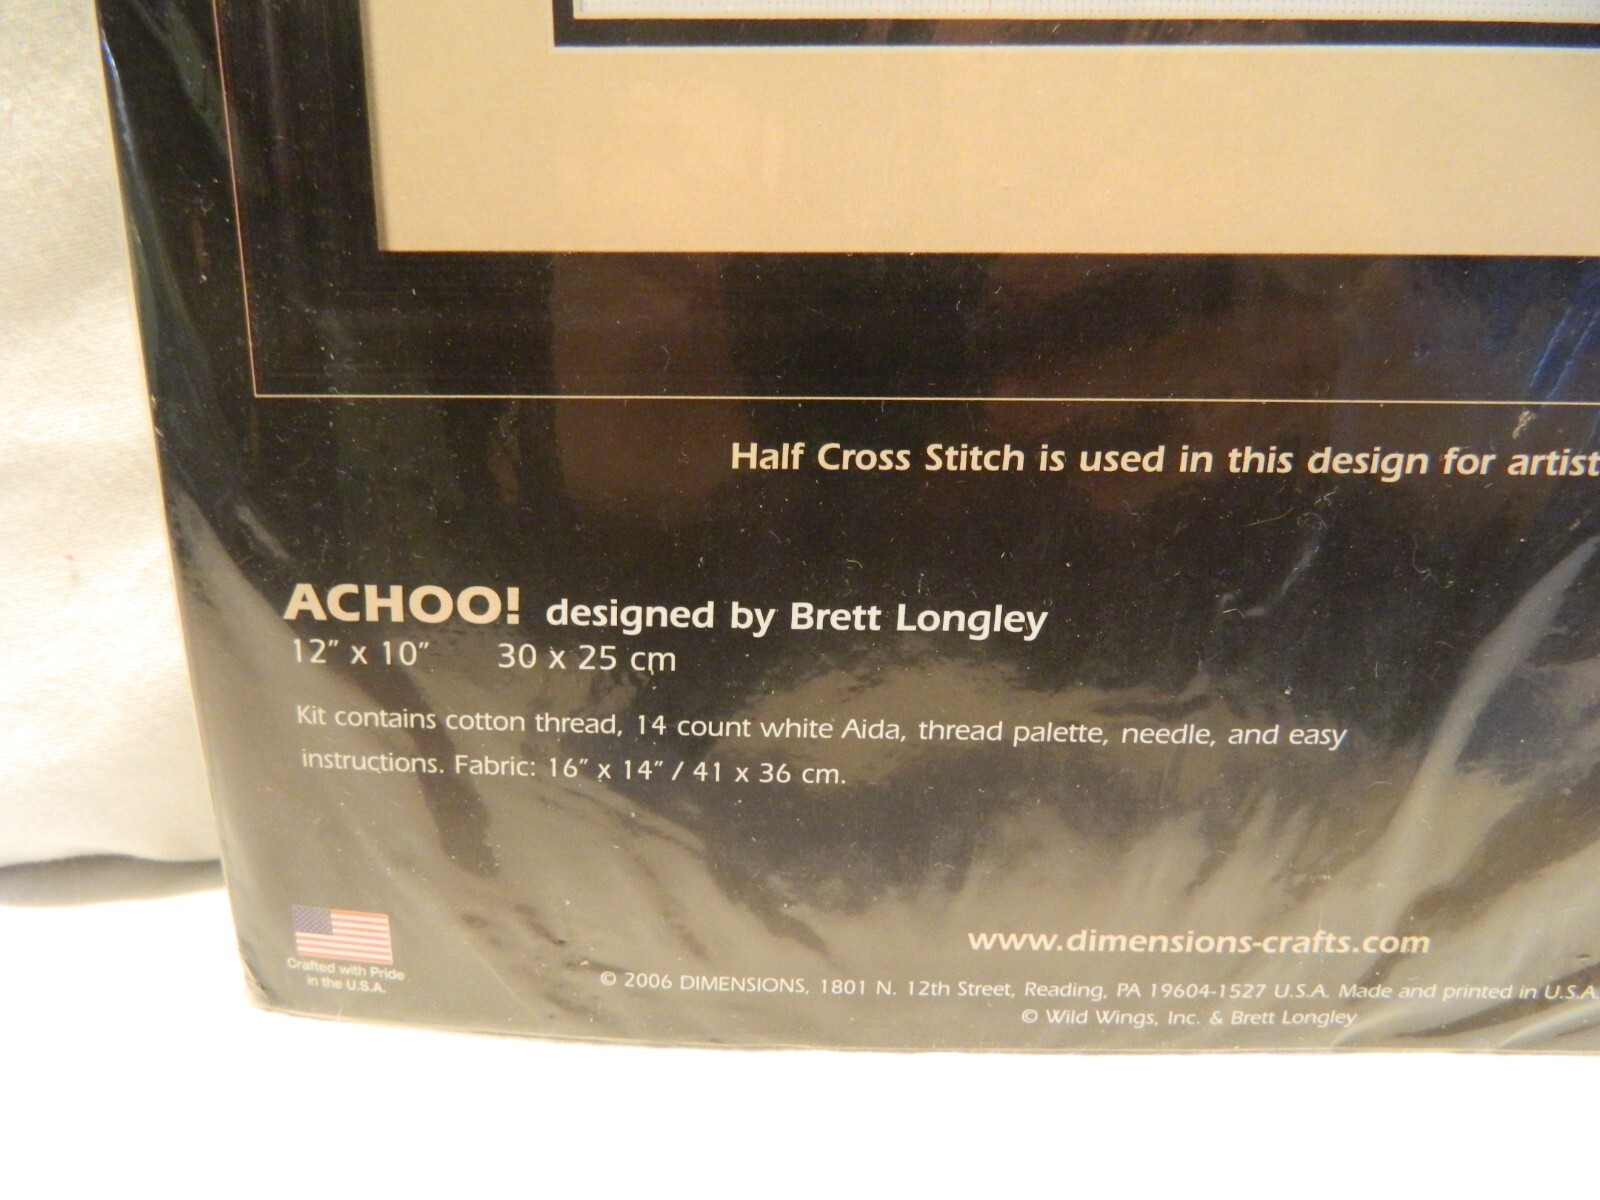 Half Cross Stitch is used in this design for artist
ACHOO! designed by Brett Longley
12" x 10" 30 x 25 cm
Kit contains cotton thread, 14 count white Aida, thread palette, needle, and easy
instructions. Fabric: 16" x 14" / 41 x 36 cm.
Crafted with Pride
in the U.S.A.
www.dimensions-crafts.com
© 2006 DIMENSIONS, 1801 N. 12th Street, Reading, PA 19604-1527 U.S.A. Made and printed in U.S.A.
© Wild Wings, Inc. & Brett Longley